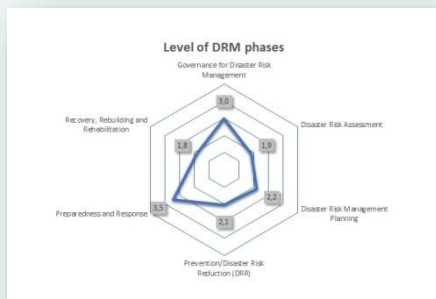 Level of DRM phases
Governance for Disaster Risk
Management
3,0
Recovery, Rebuilding and
Rehabilitation
Disaster Risk Assessment
1,8
1,9
2,2
Preparedness and Response
3,5
Disaster Risk Management
Planning
2,1
Prevention/Disaster Risk
Reduction (DRR)